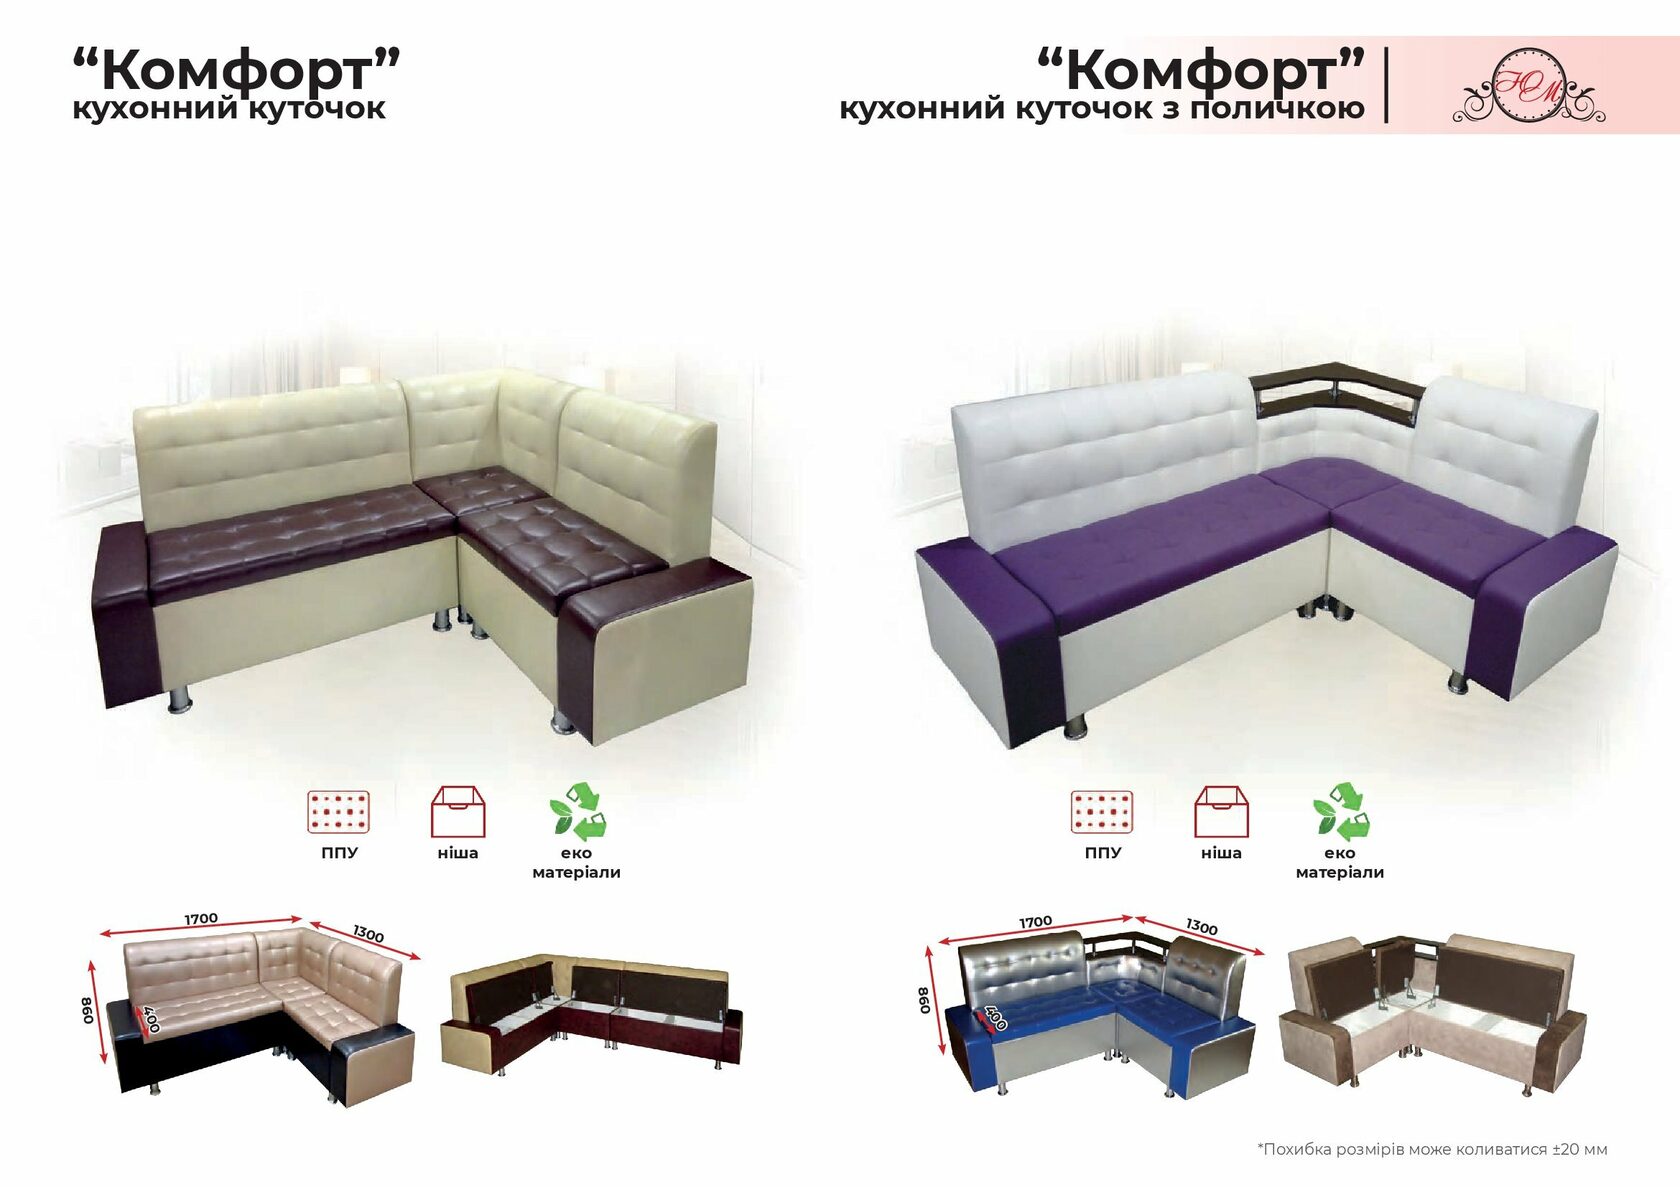 “Комфорт”
кухонний куточок
“Комфорт”
кухонний куточок з поличкою
ЮМ
ППУ
ніша
еко
матеріали
ППУ
ніша
еко
матеріали
1700
1300
860
400
1700
1300
860
400
*Похибка розмірів може коливатися ±20 мм